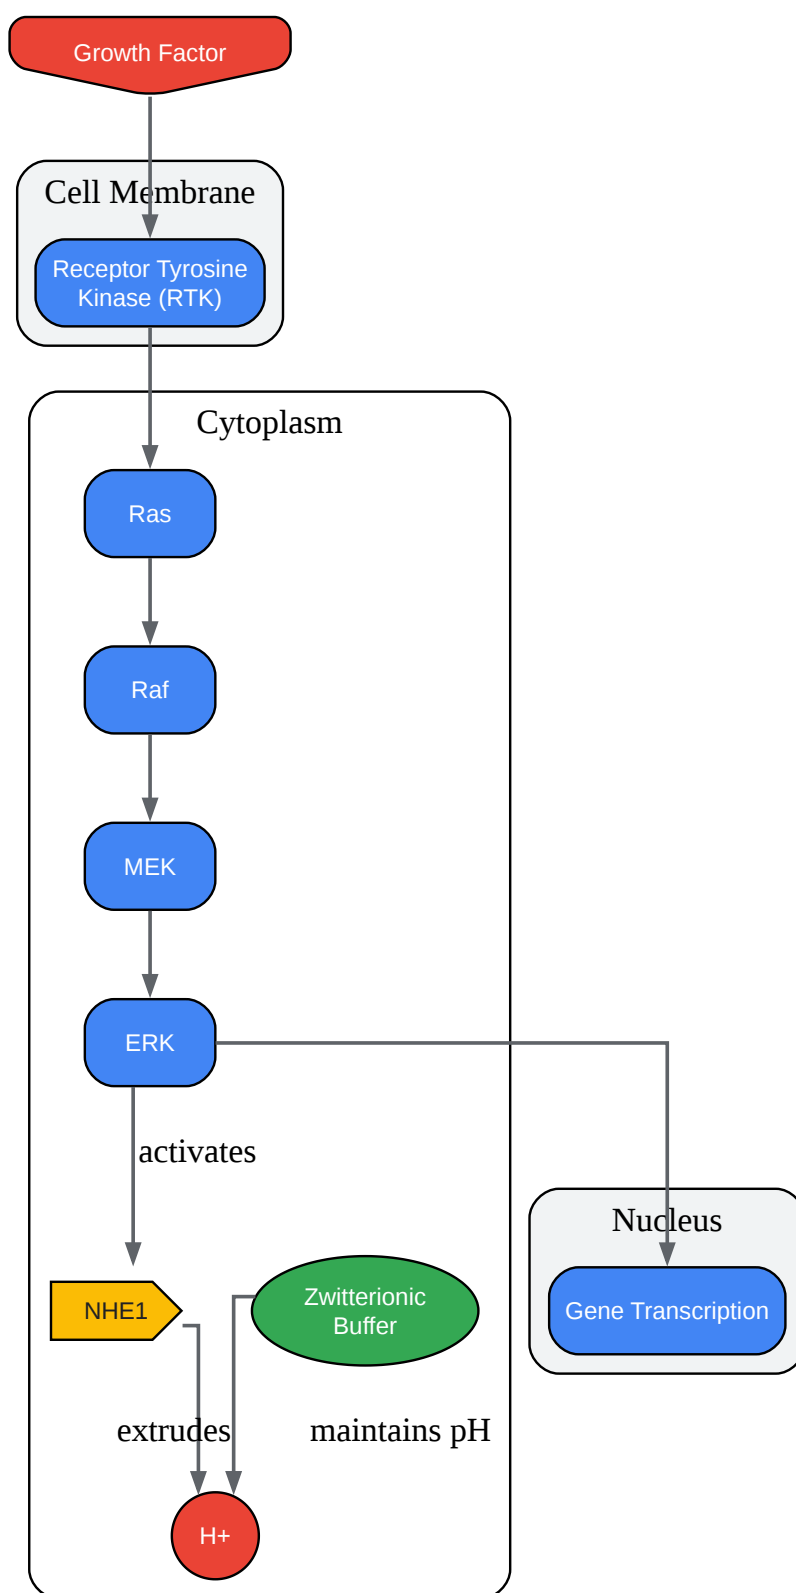 Growth Factor
Cell Membrane
Receptor Tyrosine
Kinase (RTK)
Cytoplasm
Ras
Raf
MEK
ERK
activates
Nucleus
NHE1
Zwitterionic
Buffer
Gene Transcription
extrudes
maintains pH
H+